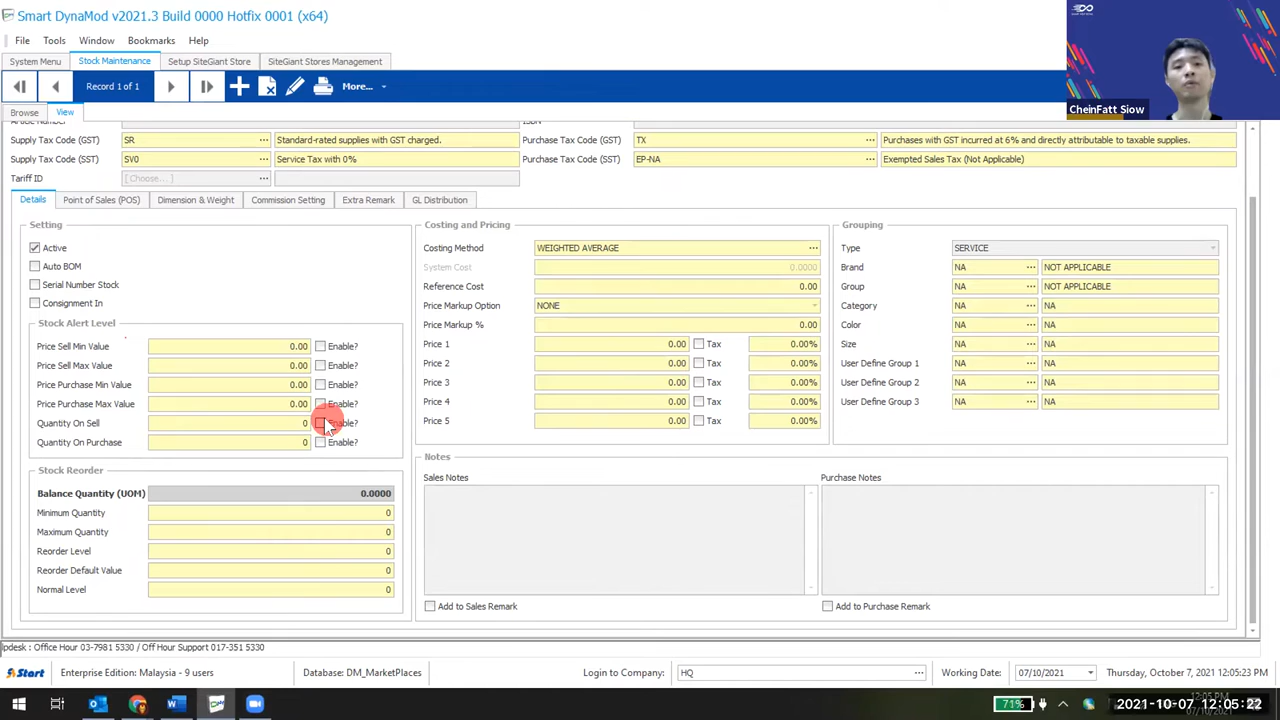 Smart DynaMod v2021.3 Build 0000 Hotfix 0001 (x64)
File Tools Window Bookmarks Help
System Menu Stock Maintenance Setup SiteGiant Store SiteGiant Stores Management
Record 1 of 1 More...
CheinFatt Siow
Browse View
Supply Tax Code (GST) SR Standard-rated supplies with GST charged. Purchase Tax Code (GST) TX Purchases with GST incurred at 6% and directly attributable to taxable supplies.
Supply Tax Code (SST) SV0 Service Tax with 0% Purchase Tax Code (SST) EP-NA Exempted Sales Tax (Not Applicable)
Tariff ID [ Choose... ]
Details Point of Sales (POS) Dimension & Weight Commission Setting Extra Remark GL Distribution
Setting
Active
Auto BOM
Serial Number Stock
Consignment In
Stock Alert Level
Price Sell Min Value 0.00 Enable?
Price Sell Max Value 0.00 Enable?
Price Purchase Min Value 0.00 Enable?
Price Purchase Max Value 0.00 Enable?
Quantity On Sell 0 Enable?
Quantity On Purchase 0 Enable?
Stock Reorder
Balance Quantity (UOM) 0.0000
Minimum Quantity 0
Maximum Quantity 0
Reorder Level 0
Reorder Default Value 0
Normal Level 0
Costing and Pricing
Costing Method WEIGHTED AVERAGE
System Cost 0.0000
Reference Cost 0.00
Price Markup Option NONE
Price Markup % 0.00
Price 1 0.00 Tax 0.00%
Price 2 0.00 Tax 0.00%
Price 3 0.00 Tax 0.00%
Price 4 0.00 Tax 0.00%
Price 5 0.00 Tax 0.00%
Grouping
Type SERVICE
Brand NA NOT APPLICABLE
Group NA NOT APPLICABLE
Category NA NA
Color NA NA
Size NA NA
User Define Group 1 NA NA
User Define Group 2 NA NA
User Define Group 3 NA NA
Notes
Sales Notes Purchase Notes
Add to Sales Remark Add to Purchase Remark
lpdesk : Office Hour 03-7981 5330 / Off Hour Support 017-351 5330
Start Enterprise Edition: Malaysia - 9 users Database: DM_MarketPlaces Login to Company: HQ Working Date: 07/10/2021 Thursday, October 7, 2021 12:05:23 PM
71% 2021-10-07 12:05:22